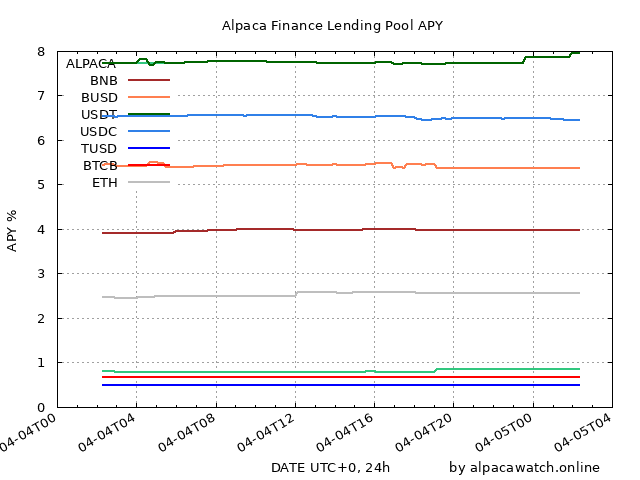 Alpaca Finance Lending Pool APY
8
7
6
5
4
3
2
1
0
APY %
ALPACA
BNB
BUSD
USDT
USDC
TUSD
BTCB
ETH
04-04T00
04-04T04
04-04T08
04-04T12
04-04T16
04-04T20
04-05T00
04-05T04
DATE UTC+0, 24h
by alpacawatch.online